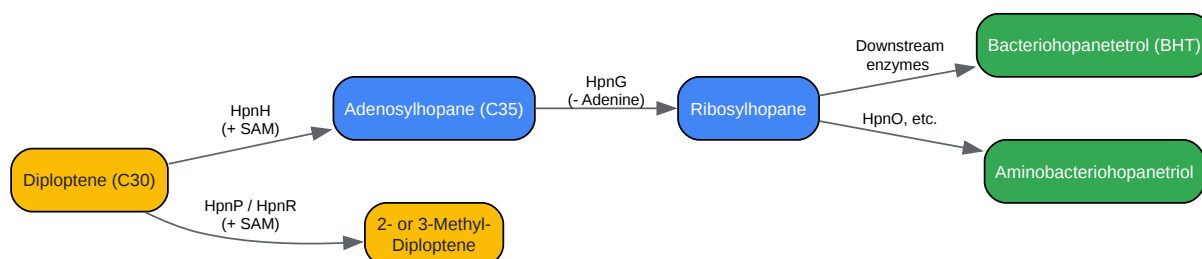 Diploptene (C30)
HpnH
(+ SAM)
Adenosylhopane (C35)
HpnG
(- Adenine)
Ribosylhopane
Downstream
enzymes
Bacteriohopanetetrol (BHT)
HpnO, etc.
Aminobacteriohopanetriol
HpnP / HpnR
(+ SAM)
2- or 3-Methyl-
Diploptene